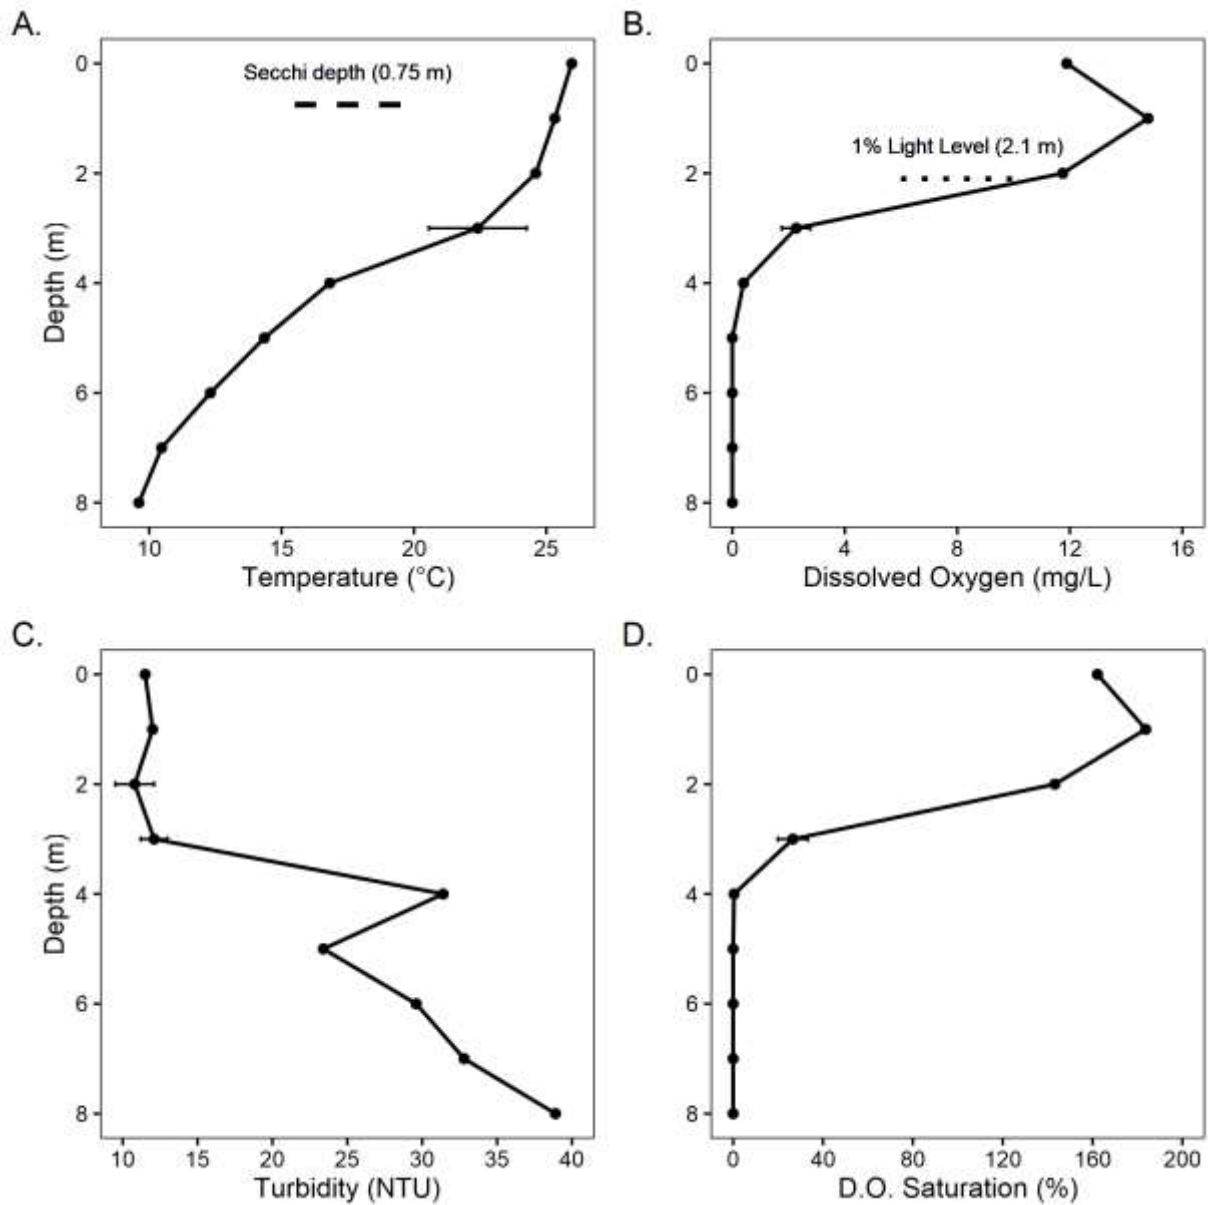 A.
Secchi depth (0.75 m)
0
2
4
6
8
Depth (m)
10 15 20 25
Temperature (°C)
B.
1% Light Level (2.1 m)
0
2
4
6
8
0 4 8 12 16
Dissolved Oxygen (mg/L)
C.
0
2
4
6
8
Depth (m)
10 15 20 25 30 35 40
Turbidity (NTU)
D.
0
2
4
6
8
0 40 80 120 160 200
D.O. Saturation (%)